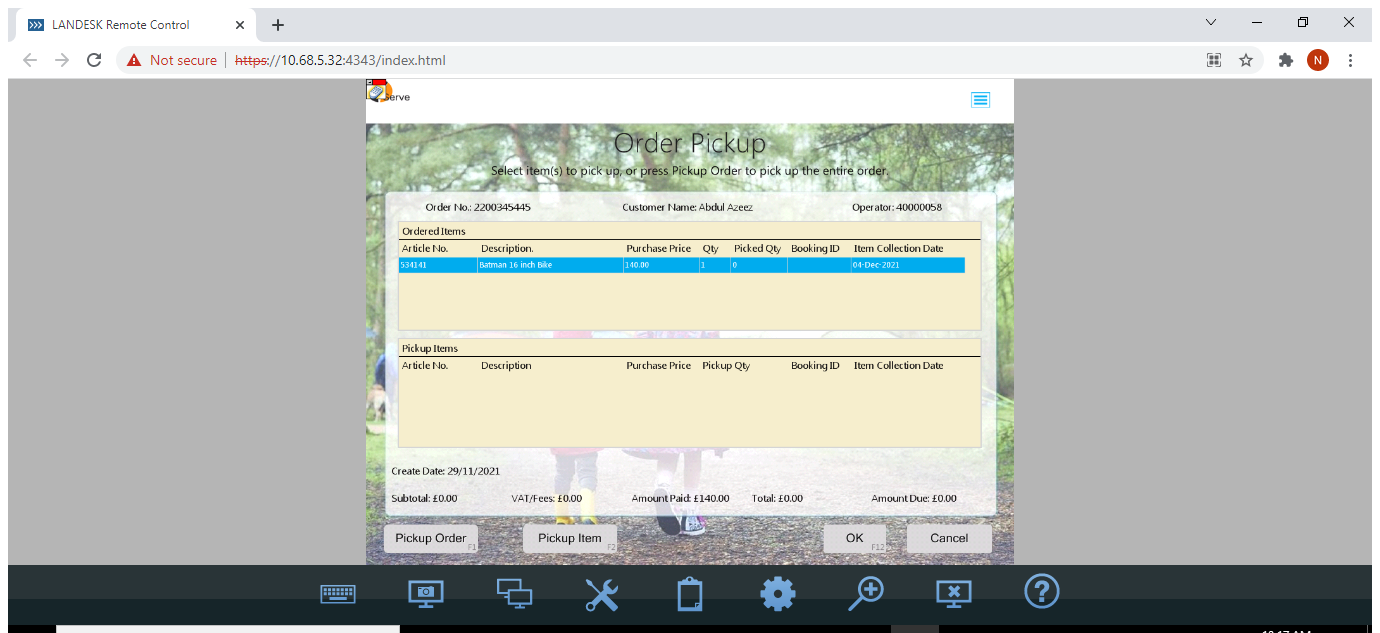 LANDESK Remote Control
Not secure https://10.68.5.32:4343/index.html
N
erve
Order Pickup
Select item(s) to pick up, or press Pickup Order to pick up the entire order.
Order No.: 2200345445 Customer Name: Abdul Azeez Operator: 40000058
Ordered Items
Article No. Description. Purchase Price Qty Picked Qty Booking ID Item Collection Date
534141 Batman 16 inch Bike 140.00 1 0 04-Dec-2021
Pickup Items
Article No. Description Purchase Price Pickup Qty Booking ID Item Collection Date
Create Date: 29/11/2021
Subtotal: £0.00 VAT/Fees: £0.00 Amount Paid: £140.00 Total: £0.00 Amount Due: £0.00
Pickup Order F1 Pickup Item F2 OK F12 Cancel